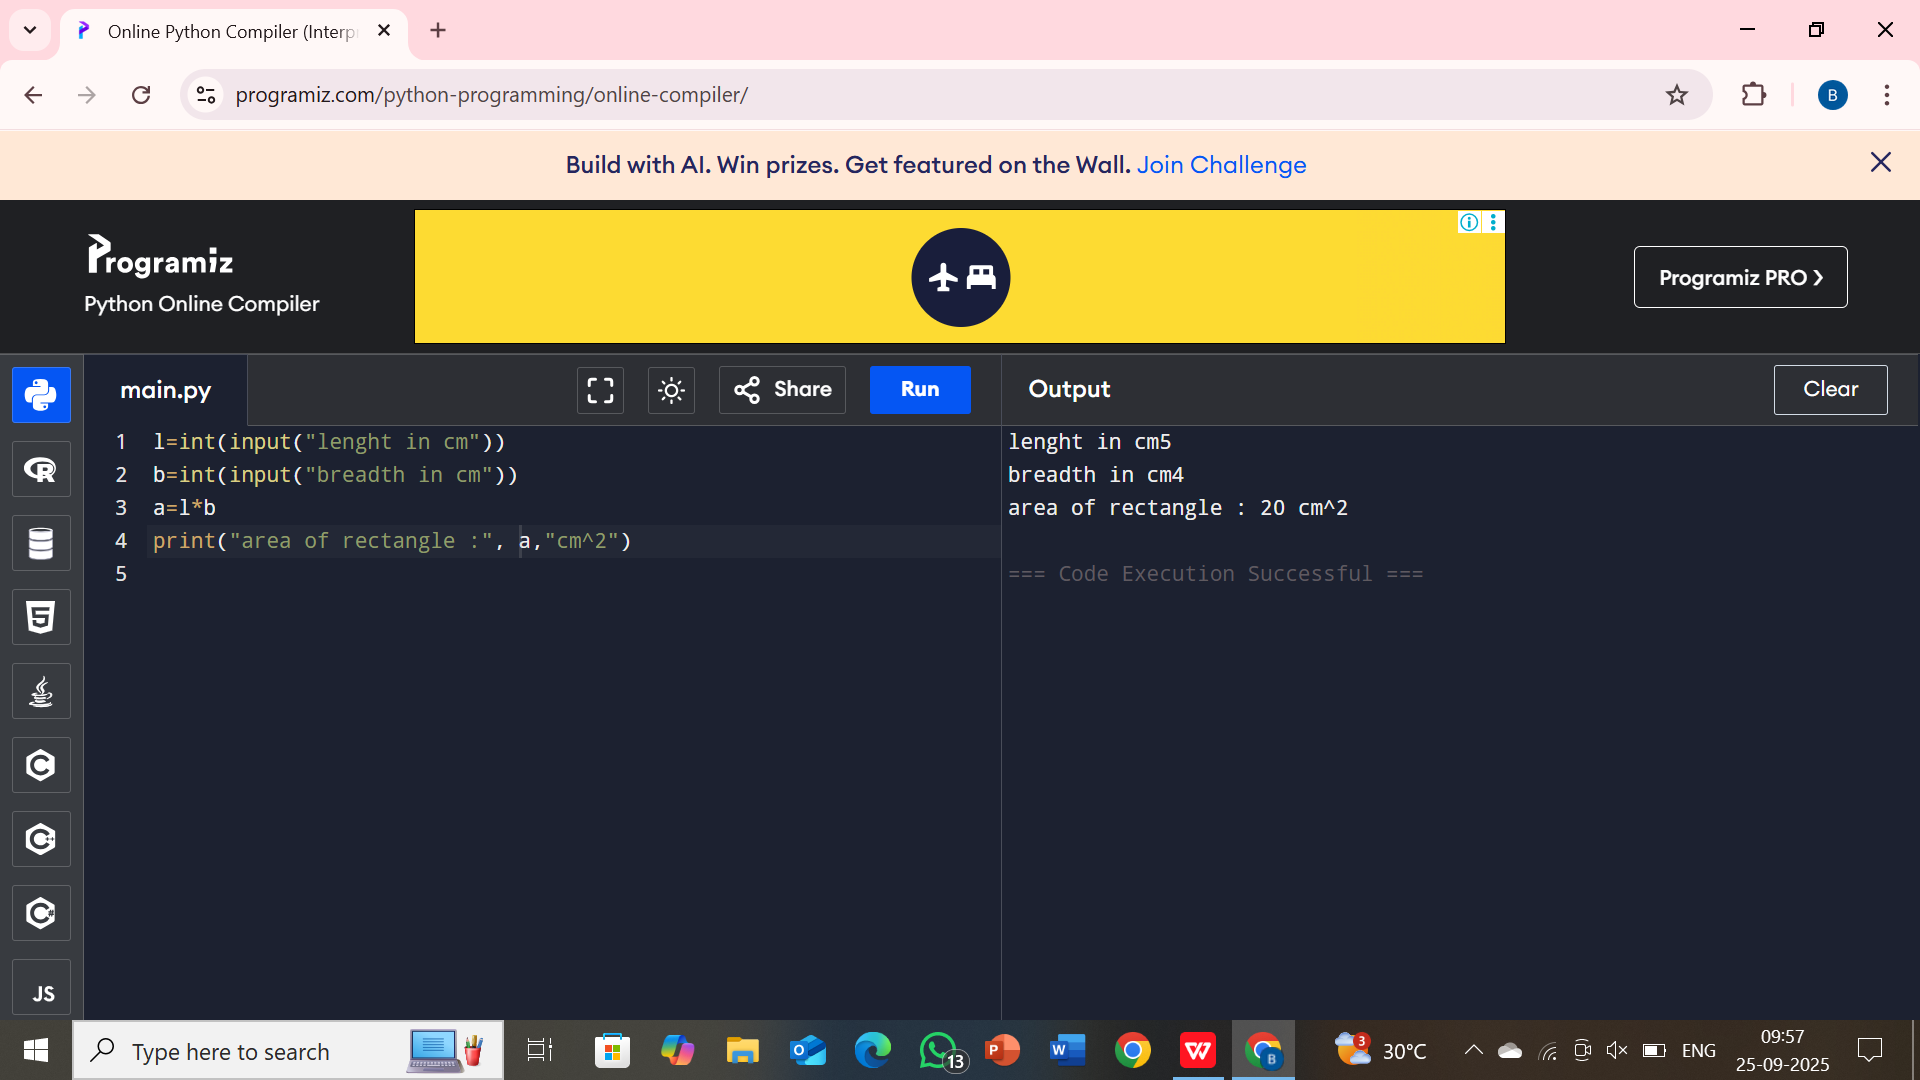 Online Python Compiler (Interp
programiz.com/python-programming/online-compiler/
B
Build with AI. Win prizes. Get featured on the Wall. Join Challenge
Programiz
Python Online Compiler
Programiz PRO ❯
main.py
Share
Run
Output
Clear
1 l=int(input("lenght in cm"))
2 b=int(input("breadth in cm"))
3 a=l*b
4 print("area of rectangle :", a,"cm^2")
5
lenght in cm5
breadth in cm4
area of rectangle : 20 cm^2
=== Code Execution Successful ===
R
5
C
C++
C#
JS
Type here to search
O
13
P
W
W
B
3
30°C
ENG
09:57
25-09-2025